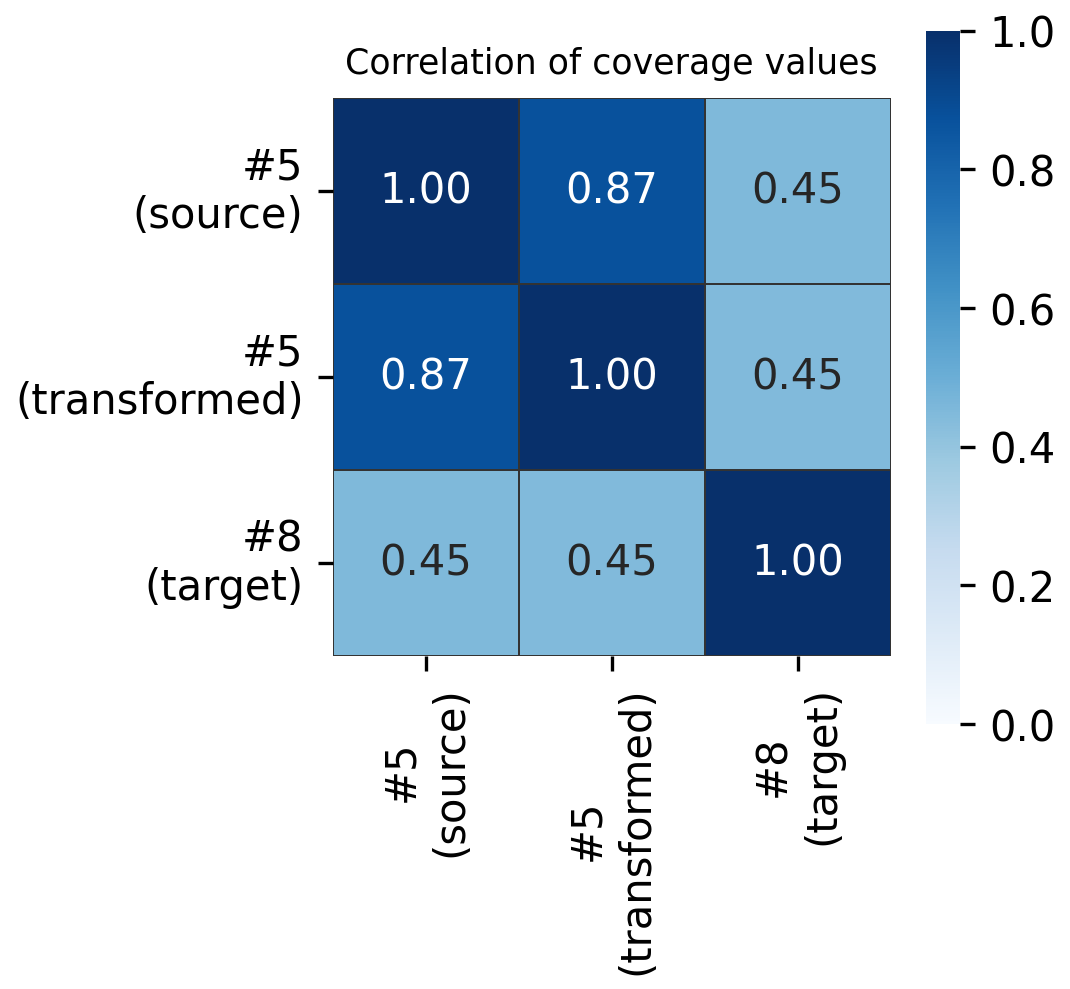 Correlation of coverage values
#5
(source)
1.00 0.87 0.45
#5
(transformed)
0.87 1.00 0.45
#8
(target)
0.45 0.45 1.00
#5
(source)
#5
(transformed)
#8
(target)
1.0
0.8
0.6
0.4
0.2
0.0